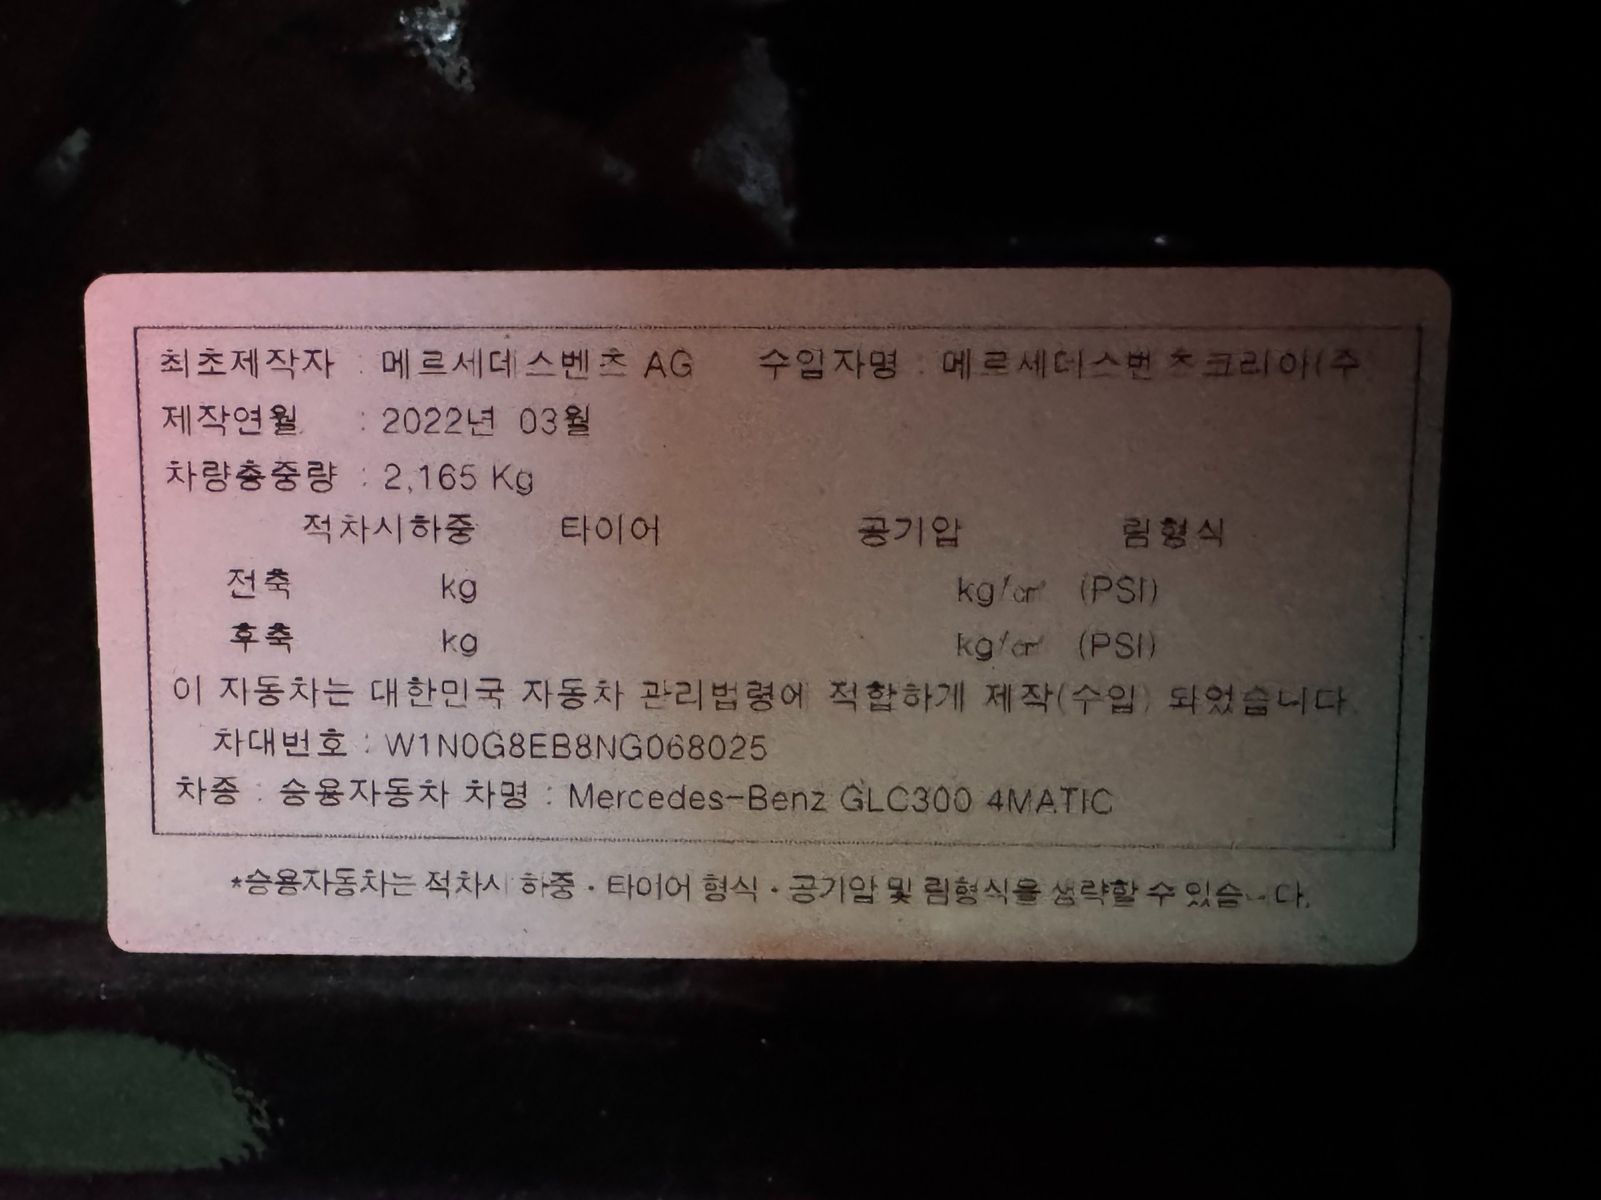 최초제작자 : 메르세데스벤츠 AG 수입자명 : 메르세데스벤츠코리아(주
제작연월 : 2022년 03월
차량총중량 : 2,165 Kg
적차시하중 타이어 공기압 림형식
전축 kg kg/㎠ (PSI)
후축 kg kg/㎠ (PSI)
이 자동차는 대한민국 자동차 관리법령에 적합하게 제작(수입) 되었습니다.
차대번호 : W1N0G8EB8NG068025
차종 : 승용자동차 차명 : Mercedes-Benz GLC300 4MATIC
*승용자동차는 적차시 하중 · 타이어 형식 · 공기압 및 림형식을 생략할 수 있습니다.